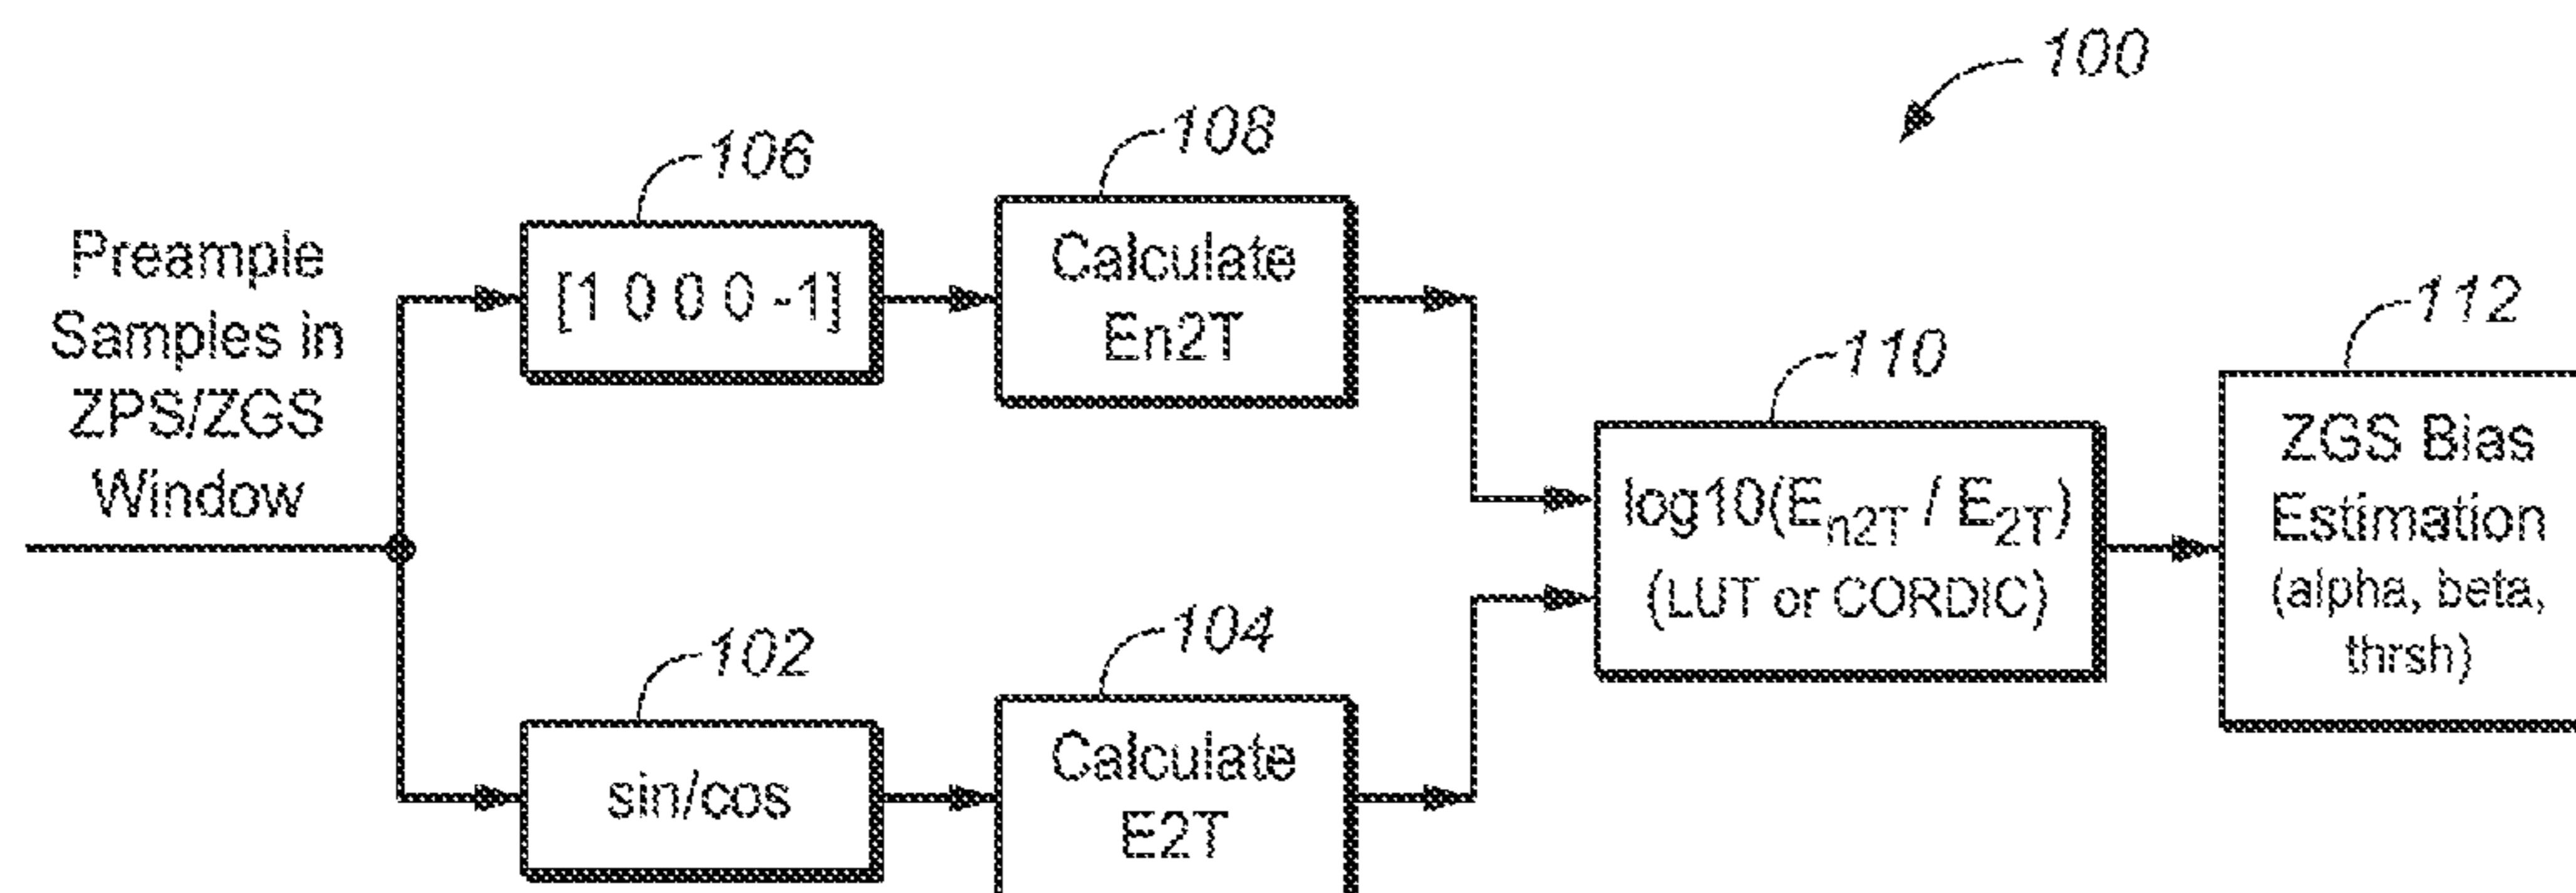 100
106
108
Preample
Samples in
ZPS/ZGS
Window
[1 0 0 0 -1]
Calculate
En2T
110
112
log10(En2T / E2T)
(LUT or CORDIC)
ZGS Bias
Estimation
(alpha, beta,
thrsh)
102
104
sin/cos
Calculate
E2T